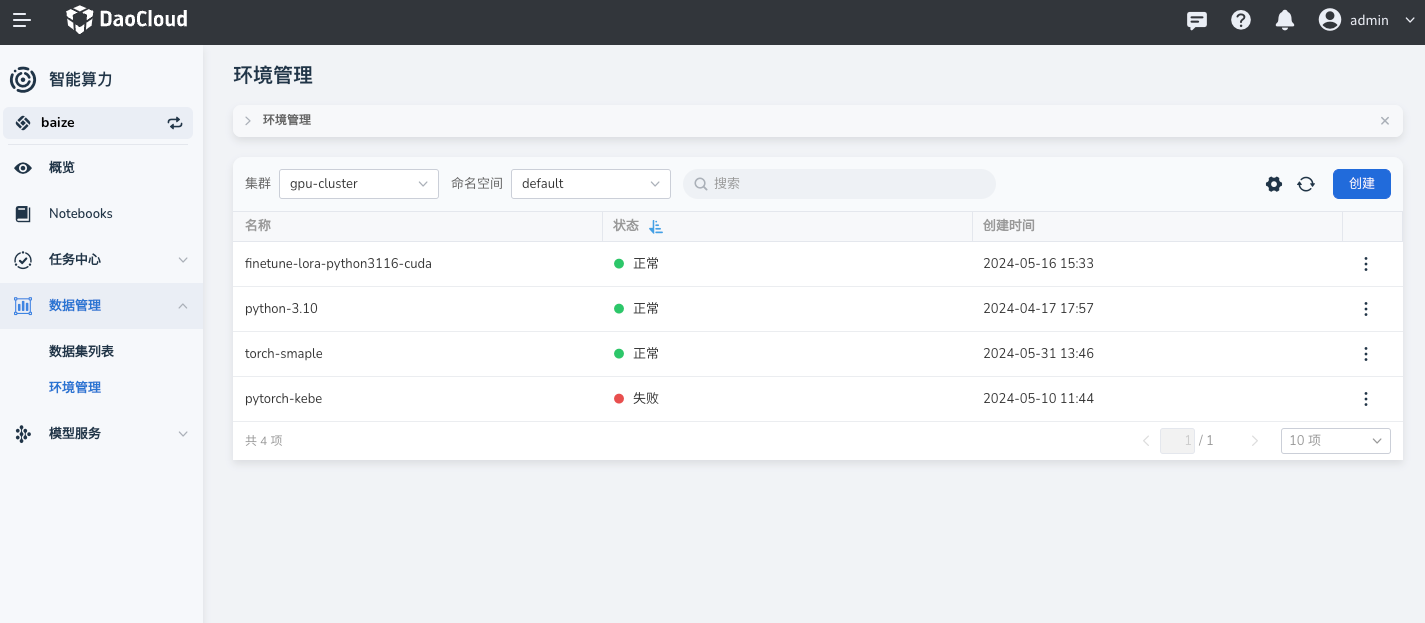 DaoCloud
admin
智能算力
baize
概览
Notebooks
任务中心
数据管理
数据集列表
环境管理
模型服务
环境管理
环境管理
集群 gpu-cluster 命名空间 default 搜索 创建
名称 状态 创建时间
finetune-lora-python3116-cuda 正常 2024-05-16 15:33
python-3.10 正常 2024-04-17 17:57
torch-smaple 正常 2024-05-31 13:46
pytorch-kebe 失败 2024-05-10 11:44
共 4 项 1 / 1 10 项